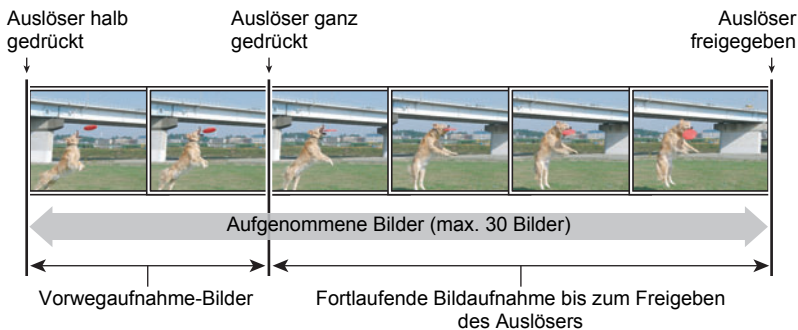 Auslöser halb
gedrückt
Auslöser ganz
gedrückt
Auslöser
freigegeben
Aufgenommene Bilder (max. 30 Bilder)
Vorwegaufnahme-Bilder
Fortlaufende Bildaufnahme bis zum Freigeben
des Auslösers